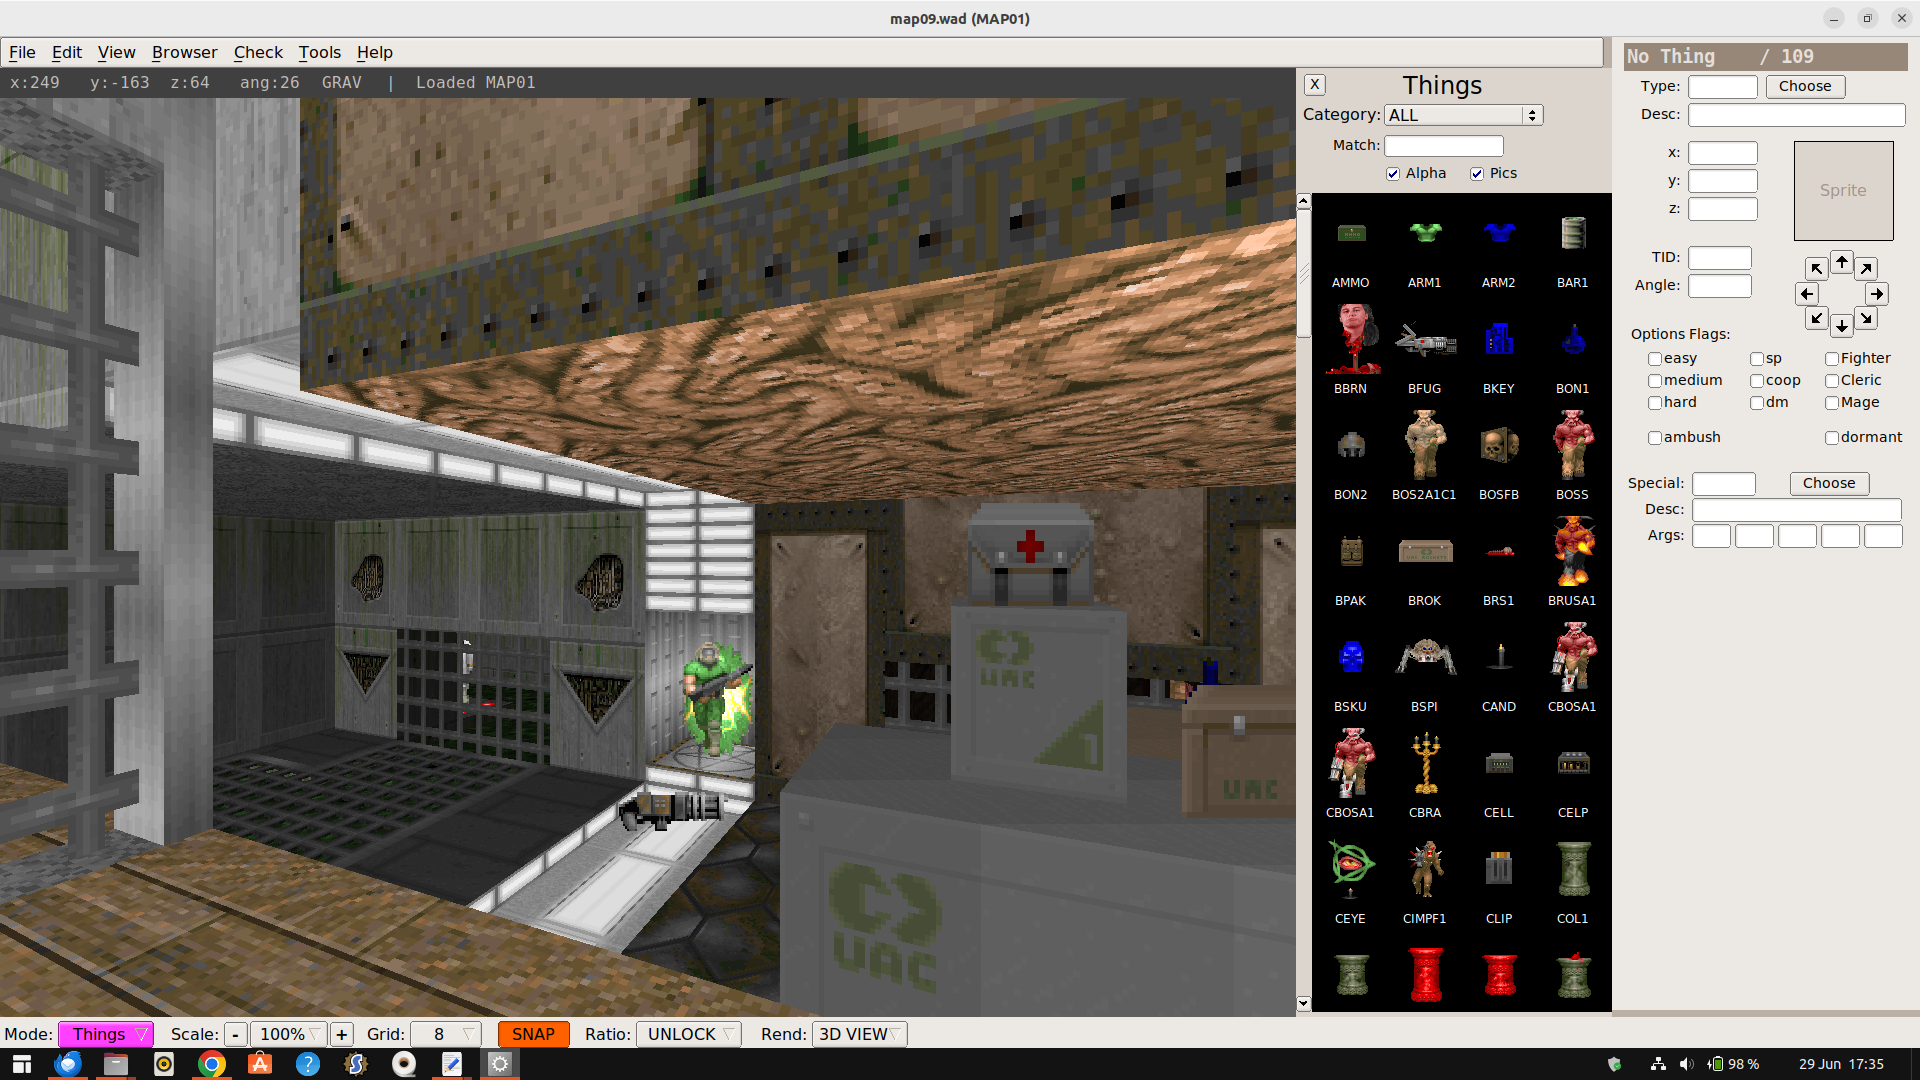 map09.wad (MAP01)
File Edit View Browser Check Tools Help
x:249 y:-163 z:64 ang:26 GRAV | Loaded MAP01
X Things
Category: ALL
Match:
Alpha Pics
AMMO ARM1 ARM2 BAR1
BBRN BFUG BKEY BON1
BON2 BOS2A1C1 BOSFB BOSS
BPAK BROK BRS1 BRUSA1
BSKU BSPI CAND CBOSA1
CBOSA1 CBRA CELL CELP
CEYE CIMPF1 CLIP COL1
No Thing / 109
Type: Choose
Desc:
x:
y:
z:
Sprite
TID:
Angle:
Options Flags:
easy sp Fighter
medium coop Cleric
hard dm Mage
ambush dormant
Special: Choose
Desc:
Args:
UAC
UAC
UAC
Mode: Things Scale: - 100% + Grid: 8 SNAP Ratio: UNLOCK Rend: 3D VIEW
98 % 29 Jun 17:35